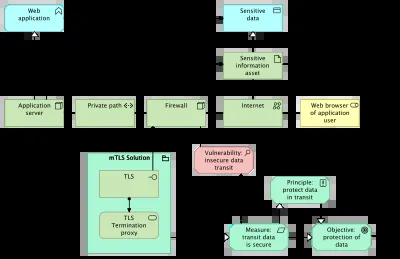 Web
application
Sensitive
data
Sensitive
information
asset
Application
server
Private path
Firewall
Internet
Web browser
of application
user
mTLS Solution
TLS
TLS
Termination
proxy
Vulnerability:
insecure data
transit
Principle:
protect data
in transit
Measure:
transit data
is secure
Objective:
protection of
data